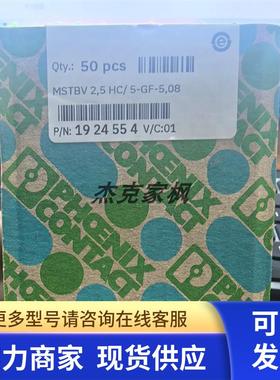 Qty.: 50 pcs
MSTBV 2,5 HC/ 5-GF-5,08
P/N: 19 24 55 4 V/C:01
杰克家枫
PHOENIX
CONTACT
PHOENIX
CONTACT
更多型号请咨询在线客服
力商家 现货供应